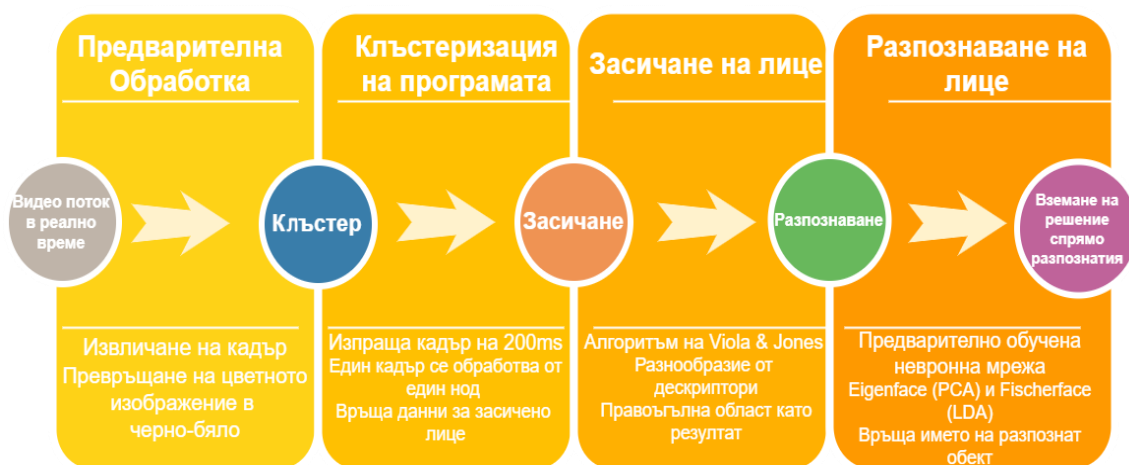 Предварителна
Обработка
Клъстеризация
на програмата
Засичане на лице
Разпознаване на
лице
Видео поток
в реално
време
Клъстер
Засичане
Разпознаване
Вземане на
решение
спрямо
разпознатия
Извличане на кадър
Превръщане на цветното
изображение в
черно-бяло
Изпраща кадър на 200ms
Един кадър се обработва от
един нод
Връща данни за засичено
лице
Алгоритъм на Viola & Jones
Разнообразие от
дескриптори
Правоъгълна област като
резултат
Предварително обучена
невронна мрежа
Eigenface (PCA) и Fischerface
(LDA)
Връща името на разпознат
обект